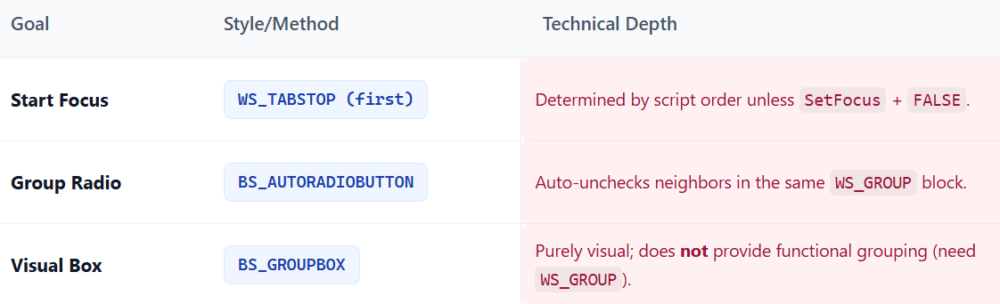 Goal Style/Method Technical Depth
Start Focus WS_TABSTOP (first) Determined by script order unless SetFocus + FALSE.
Group Radio BS_AUTORADIOBUTTON Auto-unchecks neighbors in the same WS_GROUP block.
Visual Box BS_GROUPBOX Purely visual; does not provide functional grouping (need
WS_GROUP).